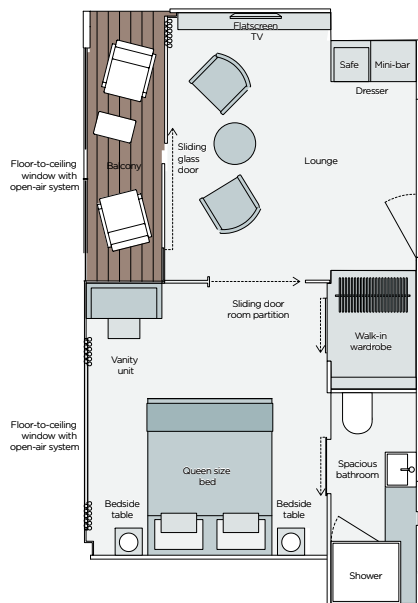 Flatscreen
TV
Safe
Mini-bar
Dresser
Floor-to-ceiling
window with
open-air system
Balcony
Sliding
glass
door
Lounge
Sliding door
room partition
Vanity
unit
Walk-in
wardrobe
Floor-to-ceiling
window with
open-air system
Queen size
bed
Spacious
bathroom
Bedside
table
Bedside
table
Shower